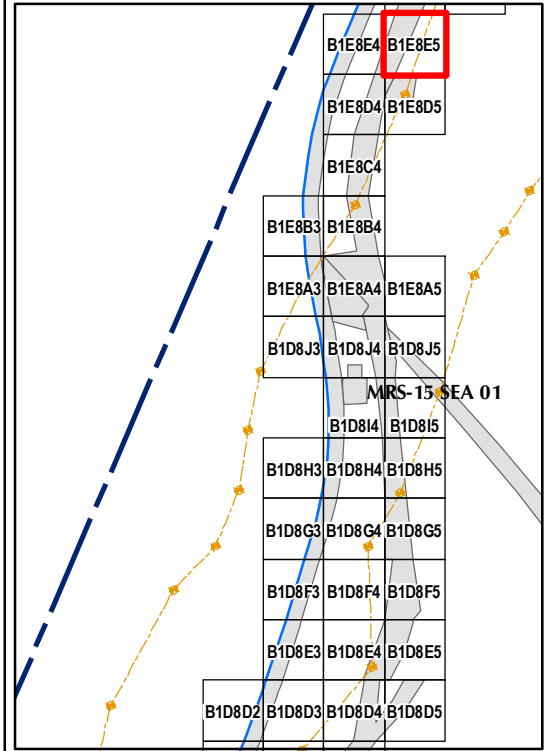 B1E8E4 B1E8E5
B1E8D4 B1E8D5
B1E8C4
B1E8B3 B1E8B4
B1E8A3 B1E8A4 B1E8A5
B1D8J3 B1D8J4 B1D8J5
MRS-15 SEA 01
B1D8I4 B1D8I5
B1D8H3 B1D8H4 B1D8H5
B1D8G3 B1D8G4 B1D8G5
B1D8F3 B1D8F4 B1D8F5
B1D8E3 B1D8E4 B1D8E5
B1D8D2 B1D8D3 B1D8D4 B1D8D5